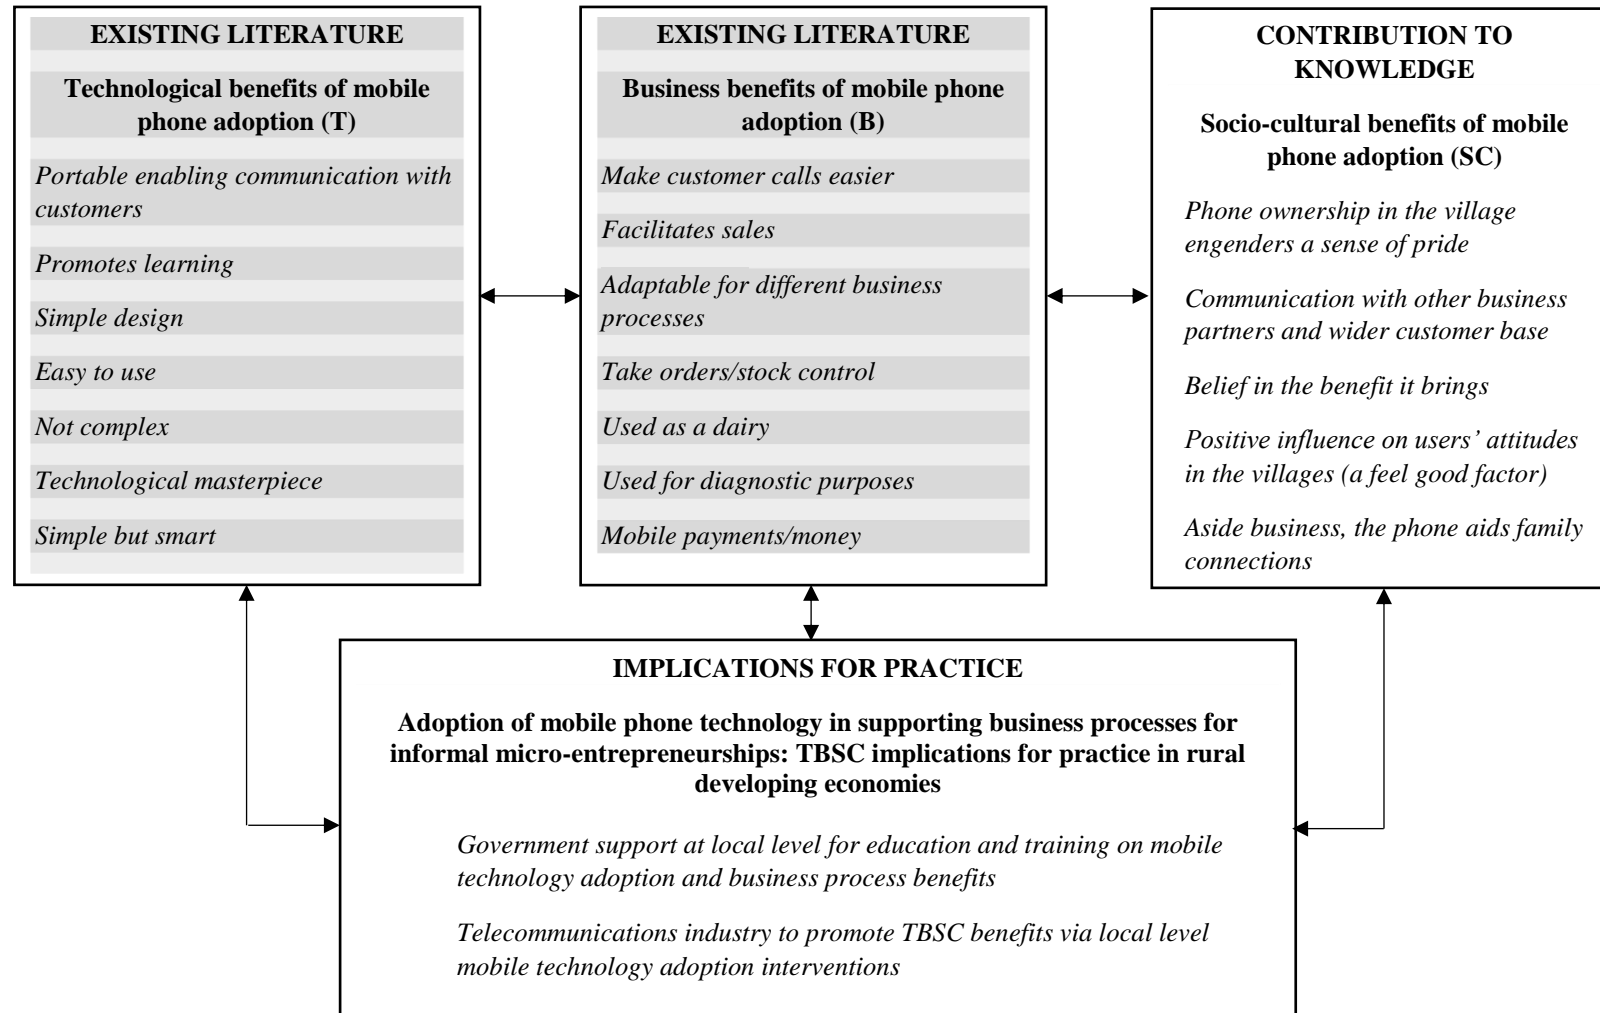 EXISTING LITERATURE
Technological benefits of mobile
phone adoption (T)
Portable enabling communication with
customers
Promotes learning
Simple design
Easy to use
Not complex
Technological masterpiece
Simple but smart
EXISTING LITERATURE
Business benefits of mobile phone
adoption (B)
Make customer calls easier
Facilitates sales
Adaptable for different business
processes
Take orders/stock control
Used as a dairy
Used for diagnostic purposes
Mobile payments/money
CONTRIBUTION TO
KNOWLEDGE
Socio-cultural benefits of mobile
phone adoption (SC)
Phone ownership in the village
engenders a sense of pride
Communication with other business
partners and wider customer base
Belief in the benefit it brings
Positive influence on users’ attitudes
in the villages (a feel good factor)
Aside business, the phone aids family
connections
IMPLICATIONS FOR PRACTICE
Adoption of mobile phone technology in supporting business processes for
informal micro-entrepreneurships: TBSC implications for practice in rural
developing economies
Government support at local level for education and training on mobile
technology adoption and business process benefits
Telecommunications industry to promote TBSC benefits via local level
mobile technology adoption interventions